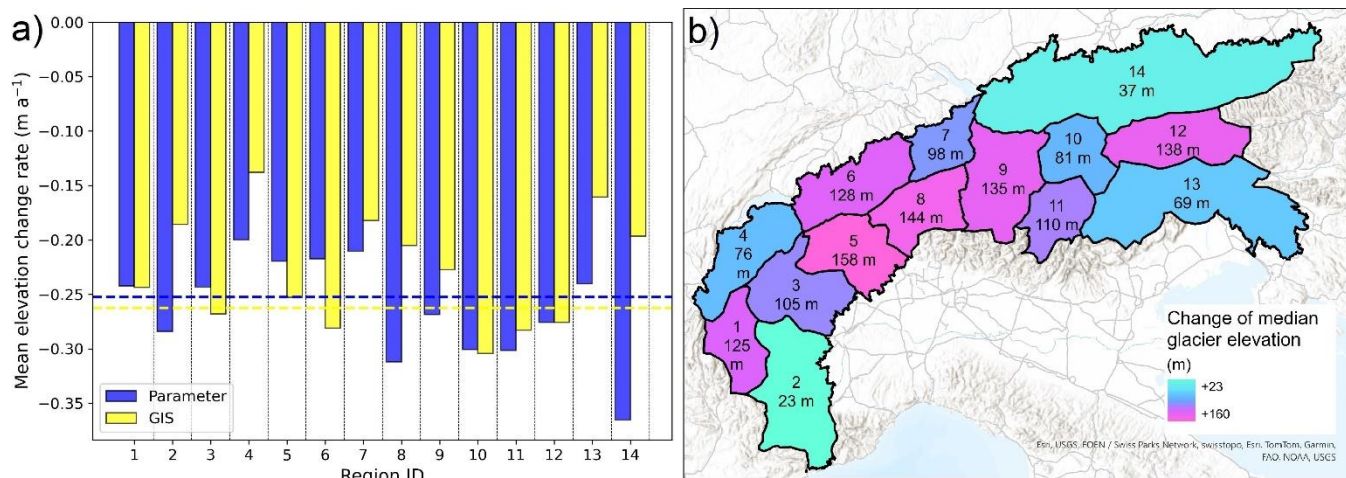 a)
0.00
−0.05
−0.10
−0.15
−0.20
−0.25
−0.30
−0.35
Mean elevation change rate (m a⁻¹)
Parameter
GIS
1 2 3 4 5 6 7 8 9 10 11 12 13 14
Region ID
b)
14
37 m
7
98 m
10
81 m
12
138 m
6
128 m
9
135 m
13
69 m
8
144 m
11
110 m
4
76
m
5
158 m
3
105 m
1
125
m
2
23 m
Change of median
glacier elevation
(m)
+23
+160
Esri, USGS, FOEN / Swiss Parks Network, swisstopo, Esri, TomTom, Garmin,
FAO, NOAA, USGS